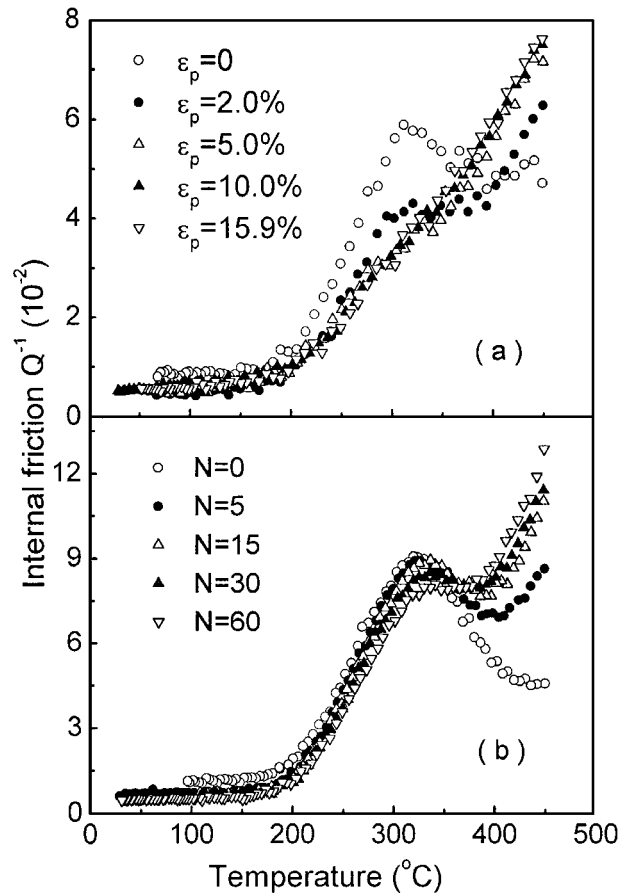 8
6
4
2
0
εp=0
εp=2.0%
εp=5.0%
εp=10.0%
εp=15.9%
( a )
Internal friction Q⁻¹ (10⁻²)
12
9
6
3
0
N=0
N=5
N=15
N=30
N=60
( b )
0 100 200 300 400 500
Temperature (°C)